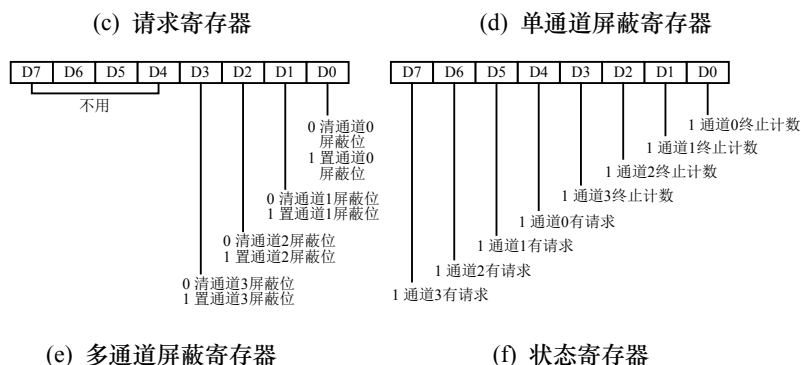 (c) 请求寄存器
(d) 单通道屏蔽寄存器
D7 D6 D5 D4 D3 D2 D1 D0
不用
0 清通道0
屏蔽位
1 置通道0
屏蔽位
0 清通道1屏蔽位
1 置通道1屏蔽位
0 清通道2屏蔽位
1 置通道2屏蔽位
0 清通道3屏蔽位
1 置通道3屏蔽位
D7 D6 D5 D4 D3 D2 D1 D0
1 通道0终止计数
1 通道1终止计数
1 通道2终止计数
1 通道3终止计数
1 通道0有请求
1 通道1有请求
1 通道2有请求
1 通道3有请求
(e) 多通道屏蔽寄存器
(f) 状态寄存器